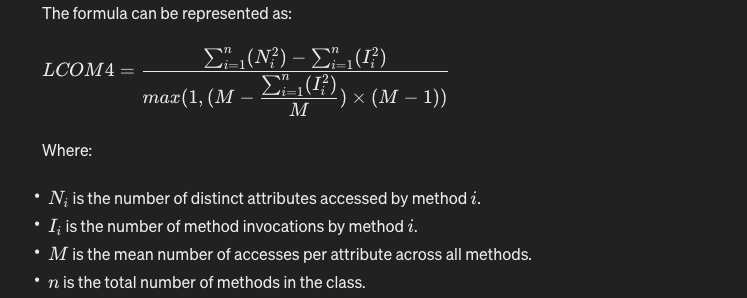 The formula can be represented as:
$LCOM4 = \frac{\sum_{i=1}^{n}(N_i^2) - \sum_{i=1}^{n}(I_i^2)}{max(1, (M - \frac{\sum_{i=1}^{n}(I_i^2)}{M}) \times (M - 1))}$
Where:
• $N_i$ is the number of distinct attributes accessed by method $i$.
• $I_i$ is the number of method invocations by method $i$.
• $M$ is the mean number of accesses per attribute across all methods.
• $n$ is the total number of methods in the class.